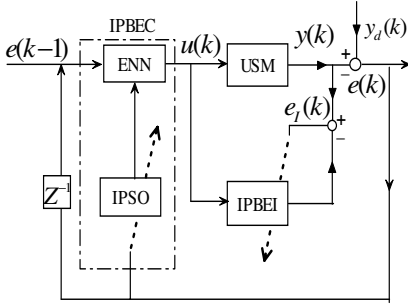 IPBEC
e(k−1)
ENN
u(k)
USM
y(k)
y_d(k)
+
−
e(k)
e_I(k)
+
−
Z⁻¹
IPSO
IPBEI